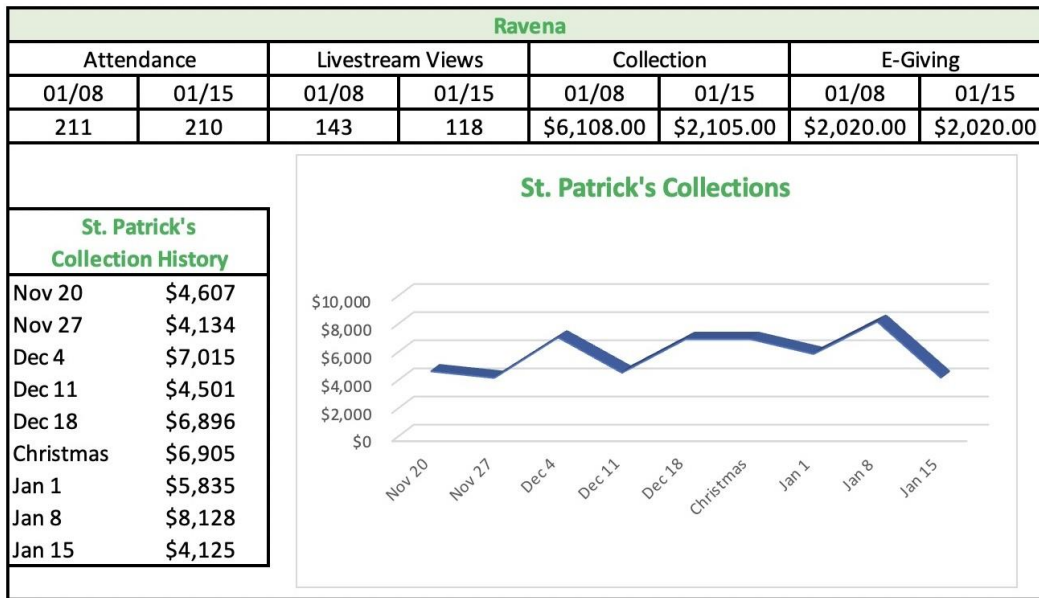 Ravena
Attendance Livestream Views Collection E-Giving
01/08 01/15 01/08 01/15 01/08 01/15 01/08 01/15
211 210 143 118 $6,108.00 $2,105.00 $2,020.00 $2,020.00
St. Patrick's
Collection History
Nov 20 $4,607
Nov 27 $4,134
Dec 4 $7,015
Dec 11 $4,501
Dec 18 $6,896
Christmas $6,905
Jan 1 $5,835
Jan 8 $8,128
Jan 15 $4,125
St. Patrick's Collections
$10,000
$8,000
$6,000
$4,000
$2,000
$0
Nov 20 Nov 27 Dec 4 Dec 11 Dec 18 Christmas Jan 1 Jan 8 Jan 15